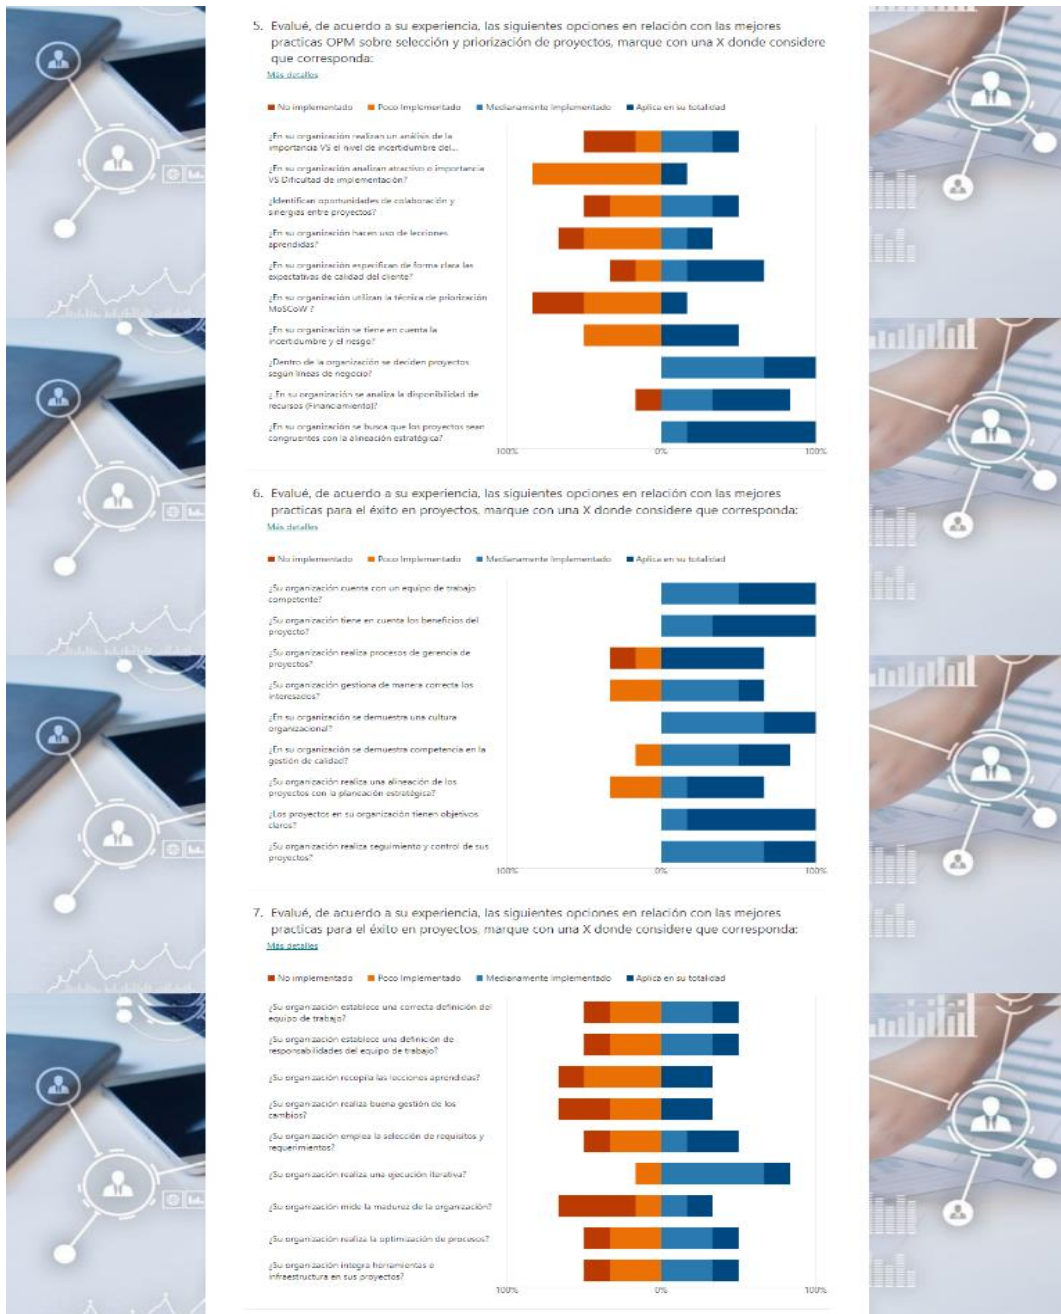 5. Evalué, de acuerdo a su experiencia, las siguientes opciones en relación con las mejores
practicas OPM sobre selección y priorización de proyectos, marque con una X donde considere
que corresponda:
Más detalles
No implementado Poco Implementado Medianamente Implementado Aplica en su totalidad
¿En su organización realizan un análisis de la
importancia VS el nivel de incertidumbre del...
¿En su organización analizan atractivo o importancia
VS Dificultad de implementación?
¿Identifican oportunidades de colaboración y
sinergias entre proyectos?
¿En su organización hacen uso de lecciones
aprendidas?
¿En su organización especifican de forma clara las
expectativas de calidad del cliente?
¿En su organización utilizan la técnica de priorización
MoSCoW ?
¿En su organización se tiene en cuenta la
incertidumbre y el riesgo?
¿Dentro de la organización se deciden proyectos
según líneas de negocio?
¿ En su organización se analiza la disponibilidad de
recursos (Financiamiento)?
¿En su organización se busca que los proyectos sean
congruentes con la alineación estratégica?
100% 0% 100%
6. Evalué, de acuerdo a su experiencia, las siguientes opciones en relación con las mejores
practicas para el éxito en proyectos, marque con una X donde considere que corresponda:
Más detalles
No implementado Poco Implementado Medianamente Implementado Aplica en su totalidad
¿Su organización cuenta con un equipo de trabajo
competente?
¿Su organización tiene en cuenta los beneficios del
proyecto?
¿Su organización realiza procesos de gerencia de
proyectos?
¿Su organización gestiona de manera correcta los
interesados?
¿En su organización se demuestra una cultura
organizacional?
¿En su organización se demuestra competencia en la
gestión de calidad?
¿Su organización realiza una alineación de los
proyectos con la planeación estratégica?
¿Los proyectos en su organización tienen objetivos
claros?
¿Su organización realiza seguimiento y control de sus
proyectos?
100% 0% 100%
7. Evalué, de acuerdo a su experiencia, las siguientes opciones en relación con las mejores
practicas para el éxito en proyectos, marque con una X donde considere que corresponda:
Más detalles
No implementado Poco Implementado Medianamente Implementado Aplica en su totalidad
¿Su organización establece una correcta definición del
equipo de trabajo?
¿Su organización establece una definición de
responsabilidades del equipo de trabajo?
¿Su organización recopila las lecciones aprendidas?
¿Su organización realiza buena gestión de los
cambios?
¿Su organización emplea la selección de requisitos y
requerimientos?
¿Su organización realiza una ejecución iterativa?
¿Su organización mide la madurez de la organización?
¿Su organización realiza la optimización de procesos?
¿Su organización integra herramientas e
infraestructura en sus proyectos?
100% 0% 100%